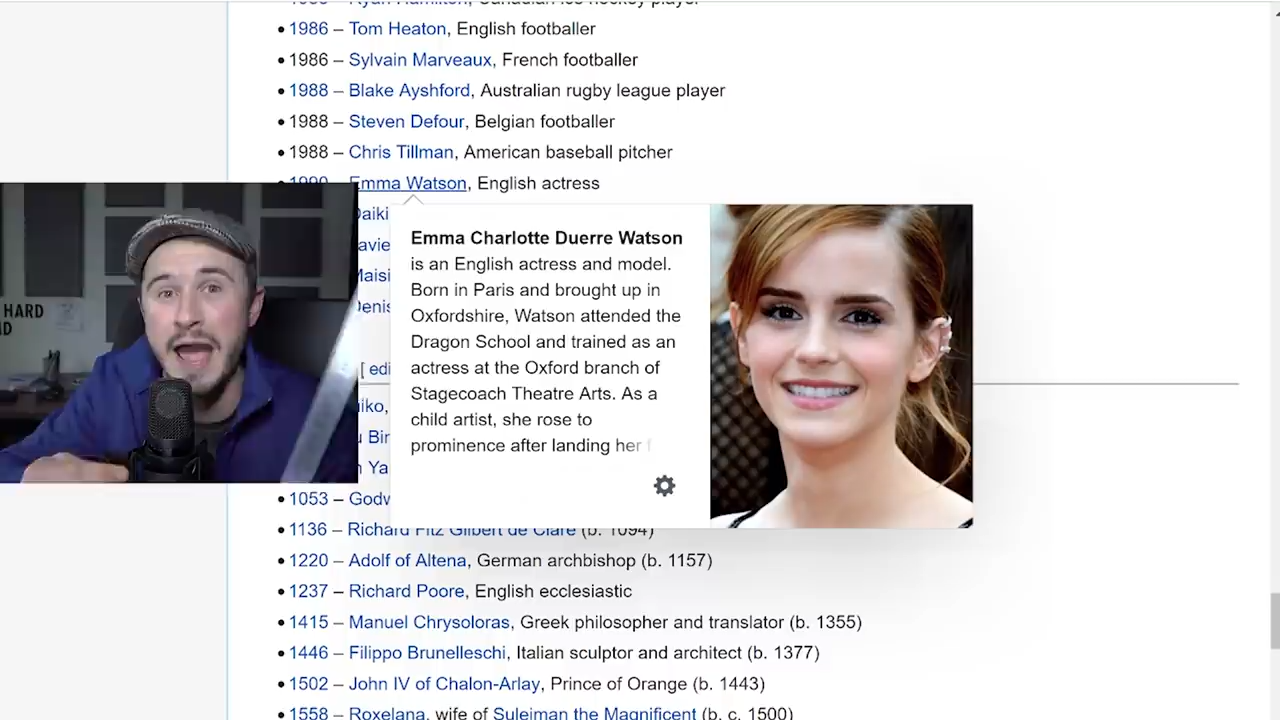 • 1986 – Tom Heaton, English footballer
• 1986 – Sylvain Marveaux, French footballer
• 1988 – Blake Ayshford, Australian rugby league player
• 1988 – Steven Defour, Belgian footballer
• 1988 – Chris Tillman, American baseball pitcher
Emma Watson, English actress
Emma Charlotte Duerre Watson
is an English actress and model.
Born in Paris and brought up in
Oxfordshire, Watson attended the
Dragon School and trained as an
actress at the Oxford branch of
Stagecoach Theatre Arts. As a
child artist, she rose to
prominence after landing her
HARD
• 1053 – Godw
• 1136 – Richard Fitz Gilbert de Clare (b. 1094)
• 1220 – Adolf of Altena, German archbishop (b. 1157)
• 1237 – Richard Poore, English ecclesiastic
• 1415 – Manuel Chrysoloras, Greek philosopher and translator (b. 1355)
• 1446 – Filippo Brunelleschi, Italian sculptor and architect (b. 1377)
• 1502 – John IV of Chalon-Arlay, Prince of Orange (b. 1443)
• 1558 – Roxelana, wife of Suleiman the Magnificent (b. c. 1500)